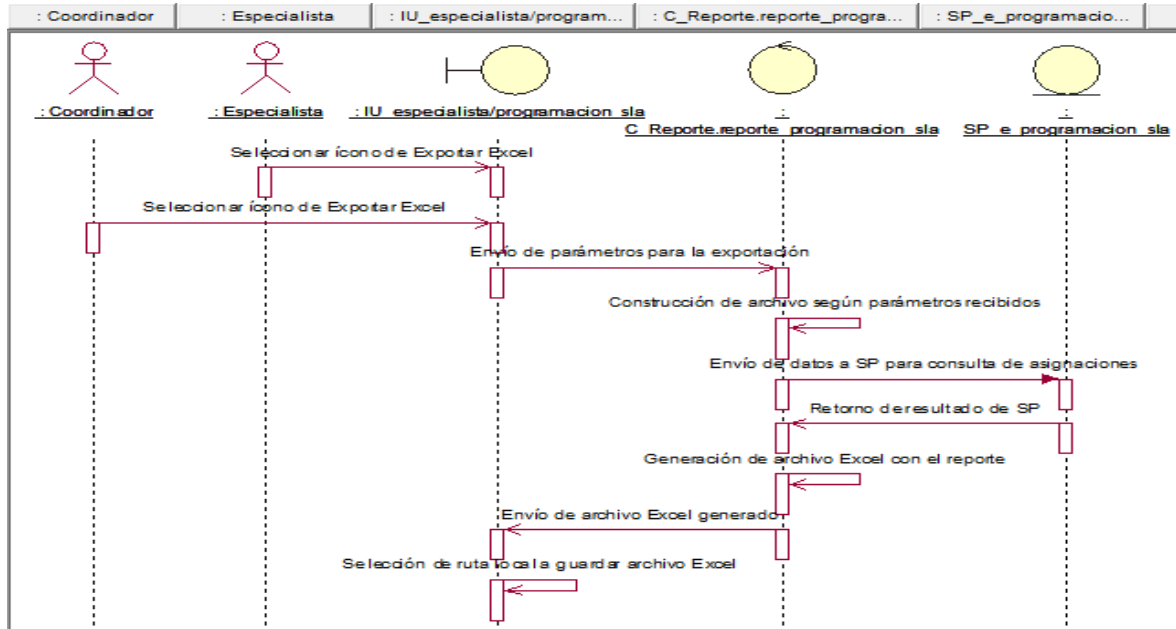 : Coordinador
: Especialista
: IU_especialista/program...
: C_Reporte.reporte_progra...
: SP_e_programacio...
: Coordinador
: Especialista
: IU_especialista/programacion_sla
:
C_Reporte.reporte_programacion_sla
:
SP_e_programacion_sla
Seleccionar ícono de Exportar Excel
Seleccionar ícono de Exportar Excel
Envío de parámetros para la exportación
Construcción de archivo según parámetros recibidos
Envío de datos a SP para consulta de asignaciones
Retorno de resultado de SP
Generación de archivo Excel con el reporte
Envío de archivo Excel generado
Selección de ruta local a guardar archivo Excel